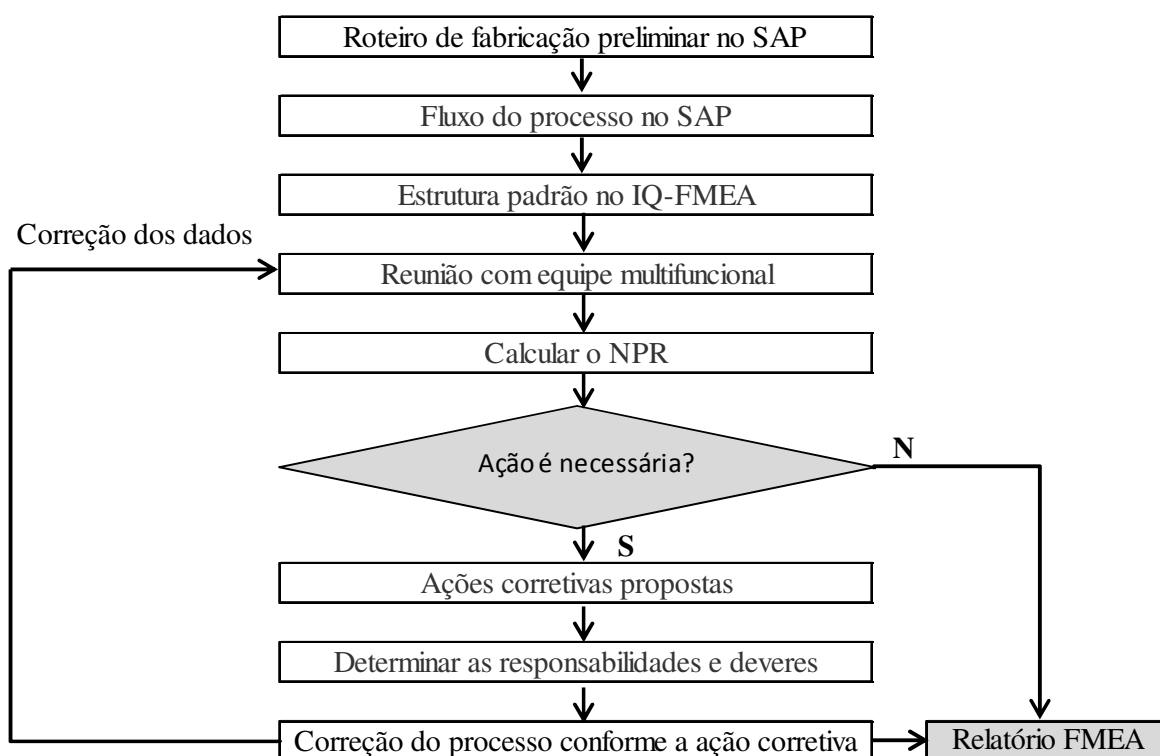 Roteiro de fabricação preliminar no SAP
Fluxo do processo no SAP
Estrutura padrão no IQ-FMEA
Correção dos dados
Reunião com equipe multifuncional
Calcular o NPR
Ação é necessária?
N
S
Ações corretivas propostas
Determinar as responsabilidades e deveres
Correção do processo conforme a ação corretiva
Relatório FMEA